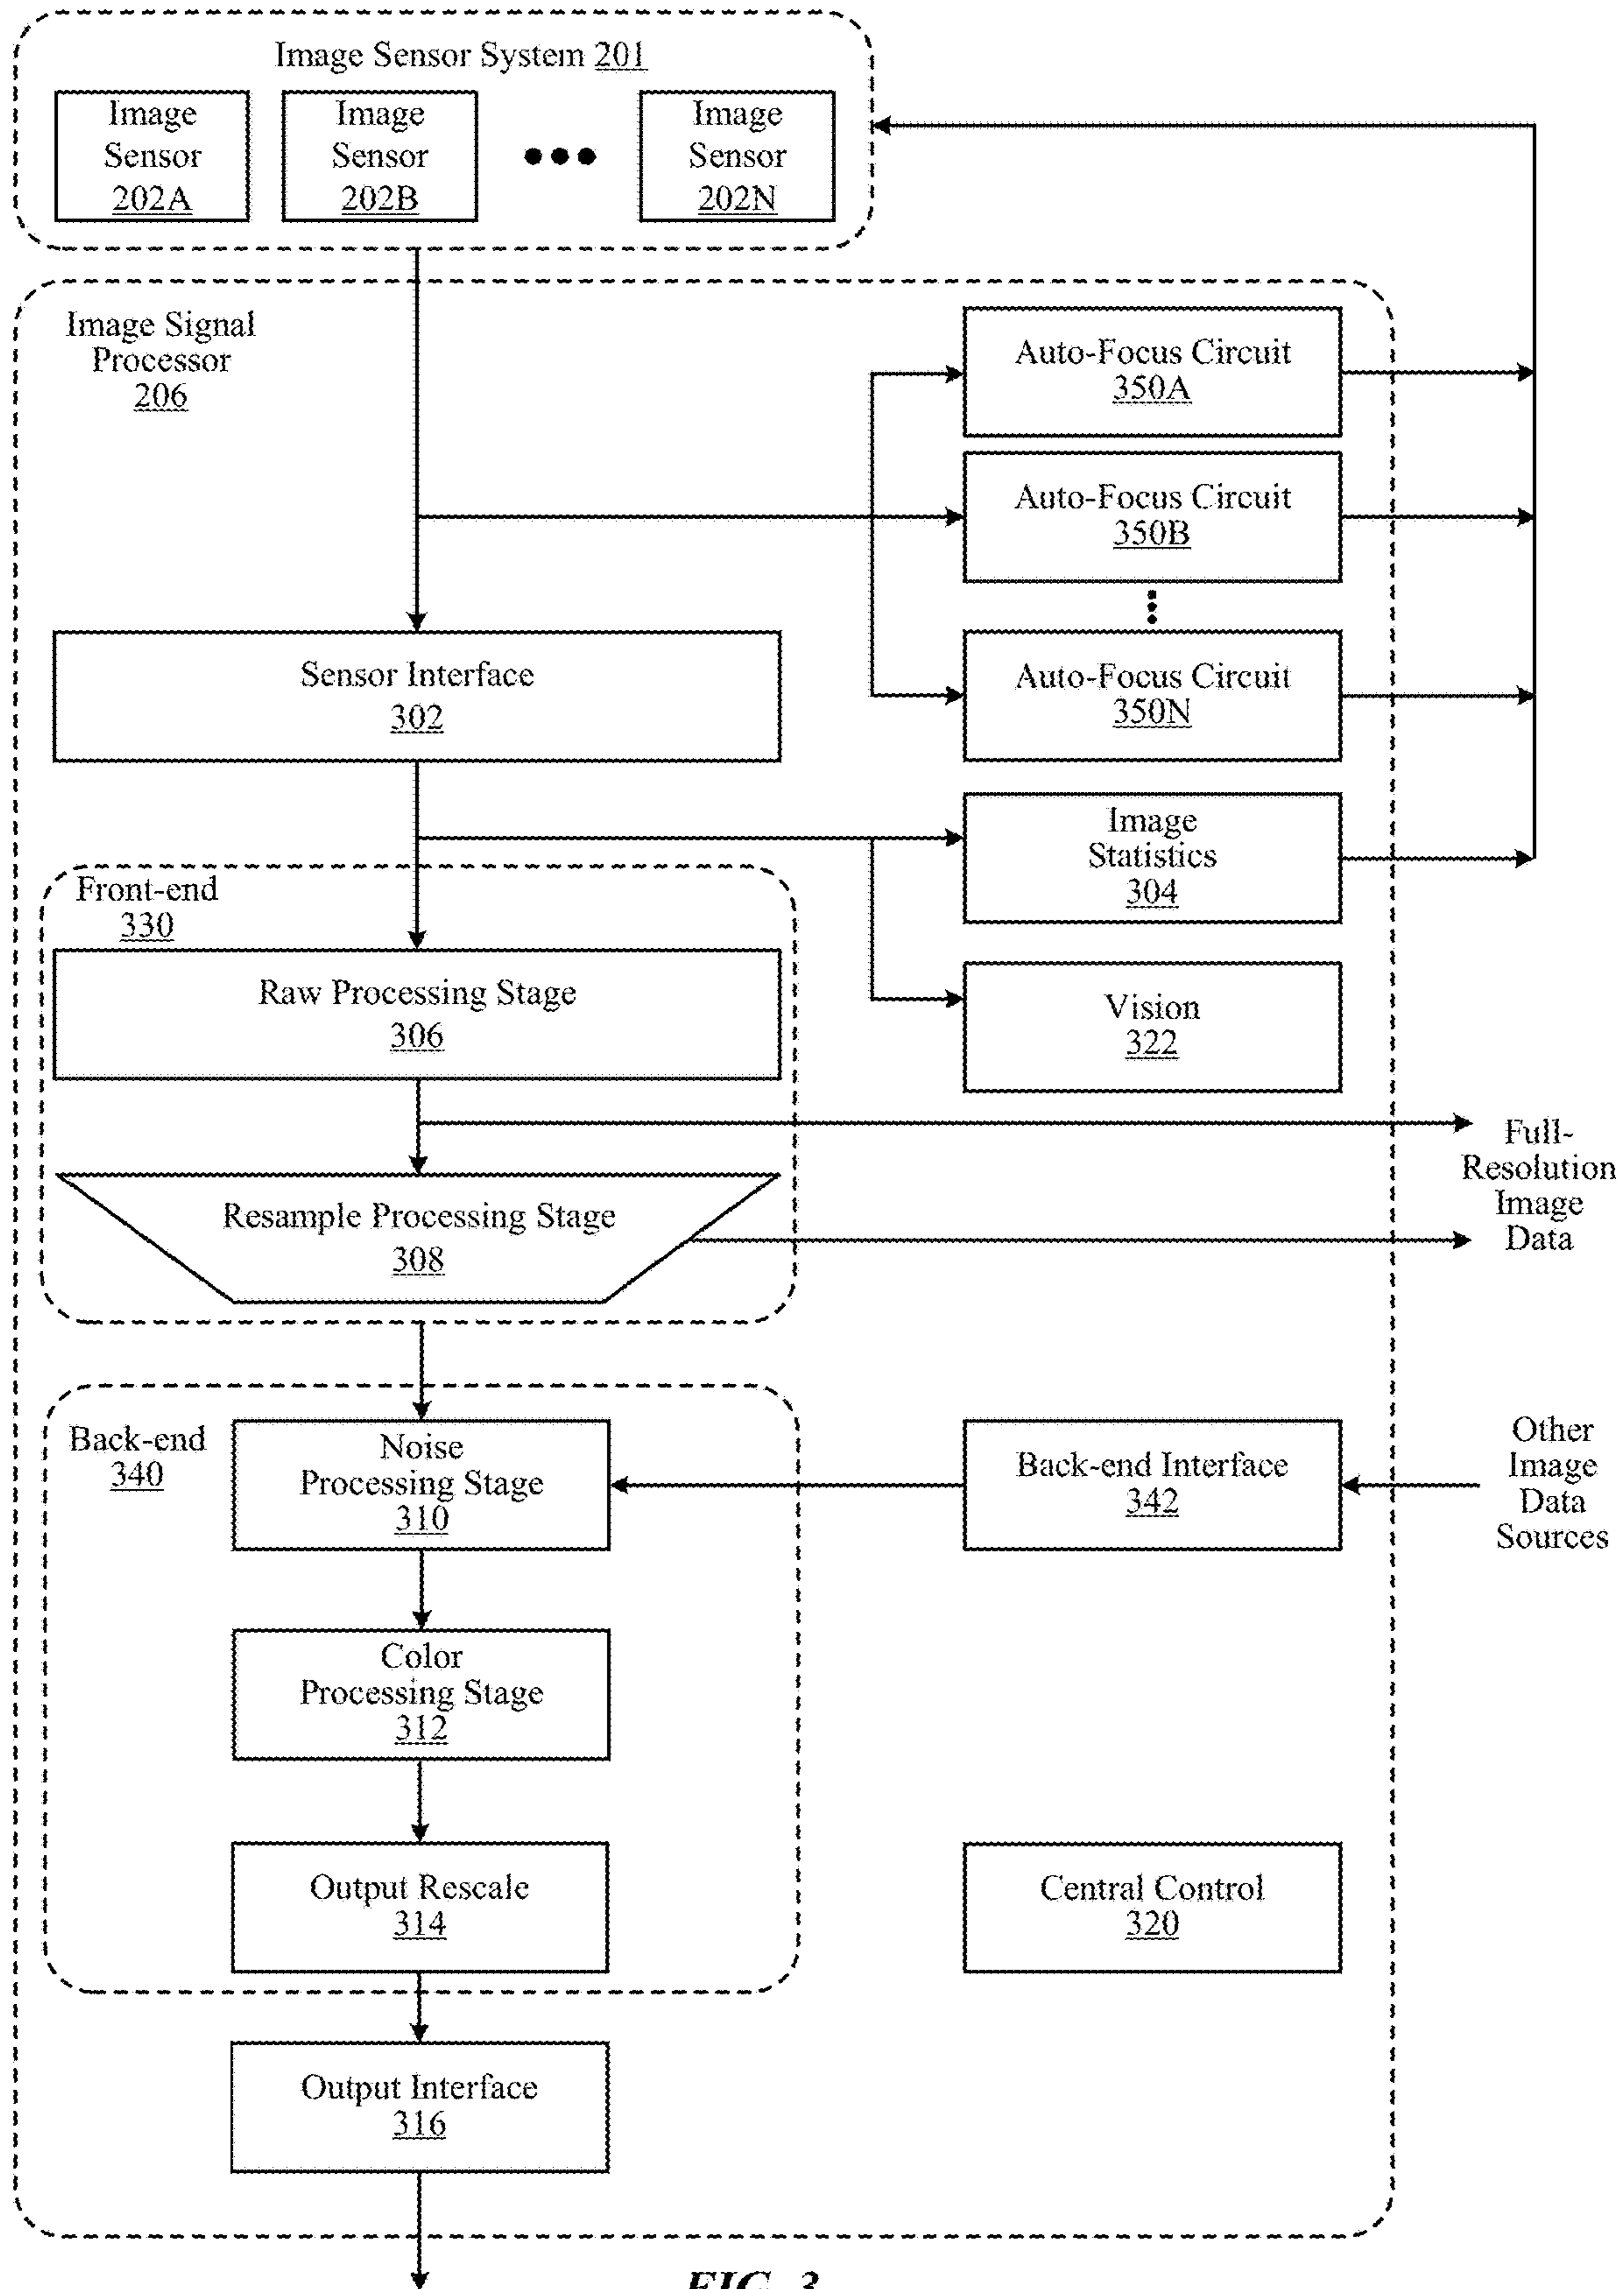 Image Sensor System 201
Image
Sensor
202A
Image
Sensor
202B
Image
Sensor
202N
Image Signal
Processor
206
Auto-Focus Circuit
350A
Auto-Focus Circuit
350B
Auto-Focus Circuit
350N
Sensor Interface
302
Image
Statistics
304
Front-end
330
Raw Processing Stage
306
Vision
322
Full-
Resolution
Image
Data
Resample Processing Stage
308
Back-end
340
Noise
Processing Stage
310
Back-end Interface
342
Other
Image
Data
Sources
Color
Processing Stage
312
Output Rescale
314
Central Control
320
Output Interface
316
FIG. 3